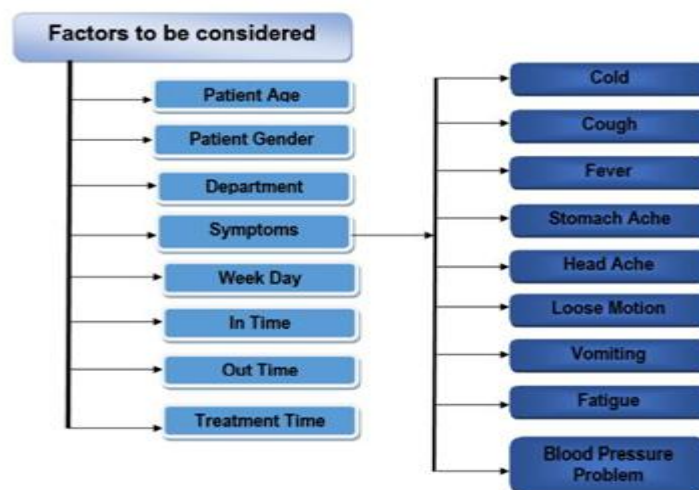 Factors to be considered
Patient Age
Patient Gender
Department
Symptoms
Week Day
In Time
Out Time
Treatment Time
Cold
Cough
Fever
Stomach Ache
Head Ache
Loose Motion
Vomiting
Fatigue
Blood Pressure
Problem